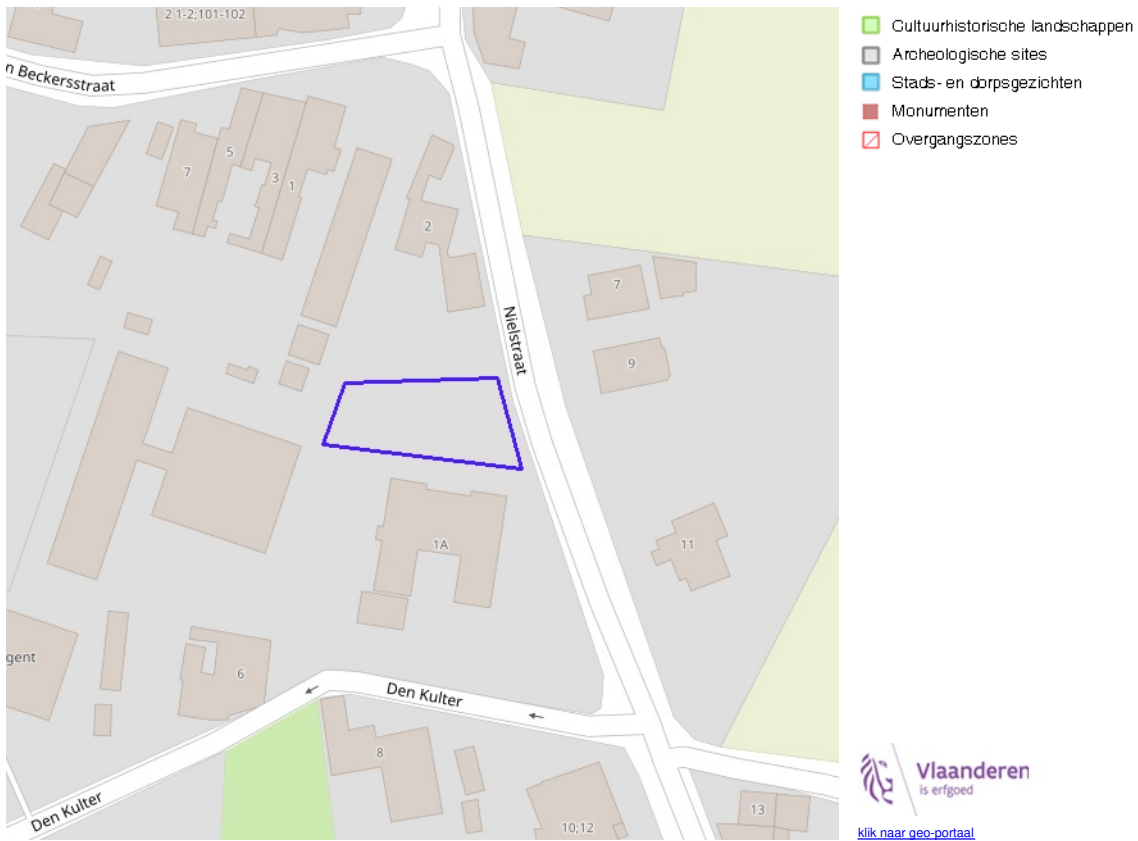 2 1-2;101-102
n Beckersstraat
7
5
3
1
2
Nielstraat
7
9
1A
11
gent
6
Den Kulter
8
Den Kulter
10;12
13
Cultuurhistorische landschappen
Archeologische sites
Stads- en dorpsgezichten
Monumenten
Overgangszones
Vlaanderen
is erfgoed
klik naar geo-portaal